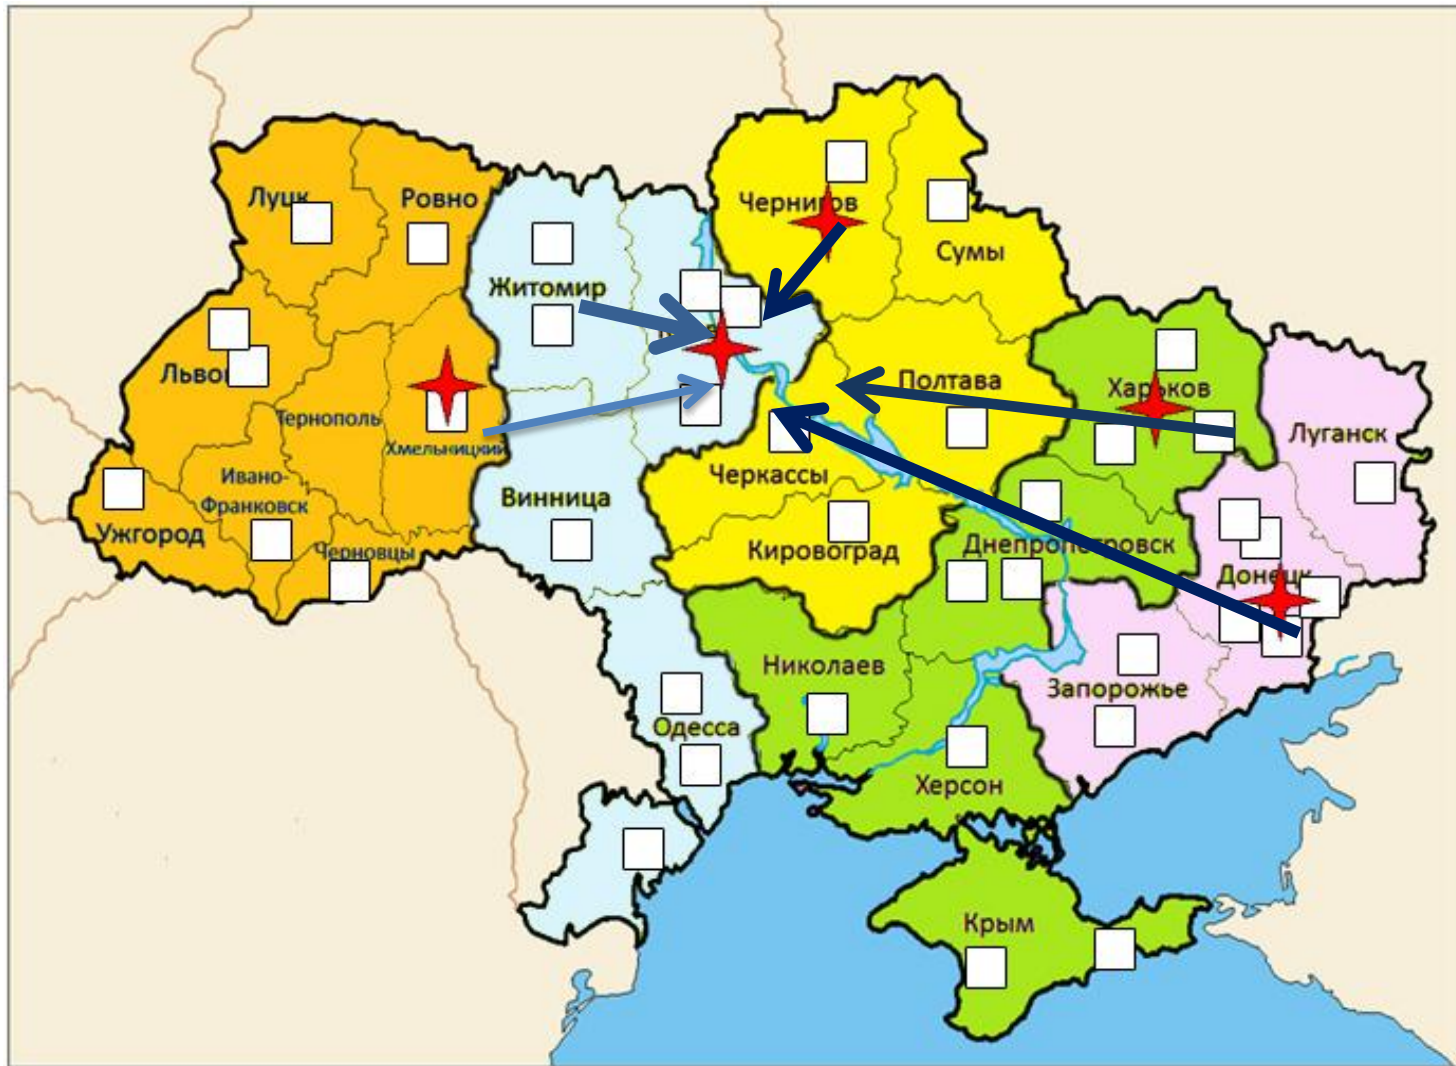 Чернигов
Луцк
Ровно
Сумы
Житомир
Львов
Полтава
Харьков
Тернополь
Луганск
Хмельницкий
Черкассы
Ивано-
Франковск
Винница
Ужгород
Черновцы
Кировоград
Днепропетровск
Донецк
Николаев
Запорожье
Одесса
Херсон
Крым